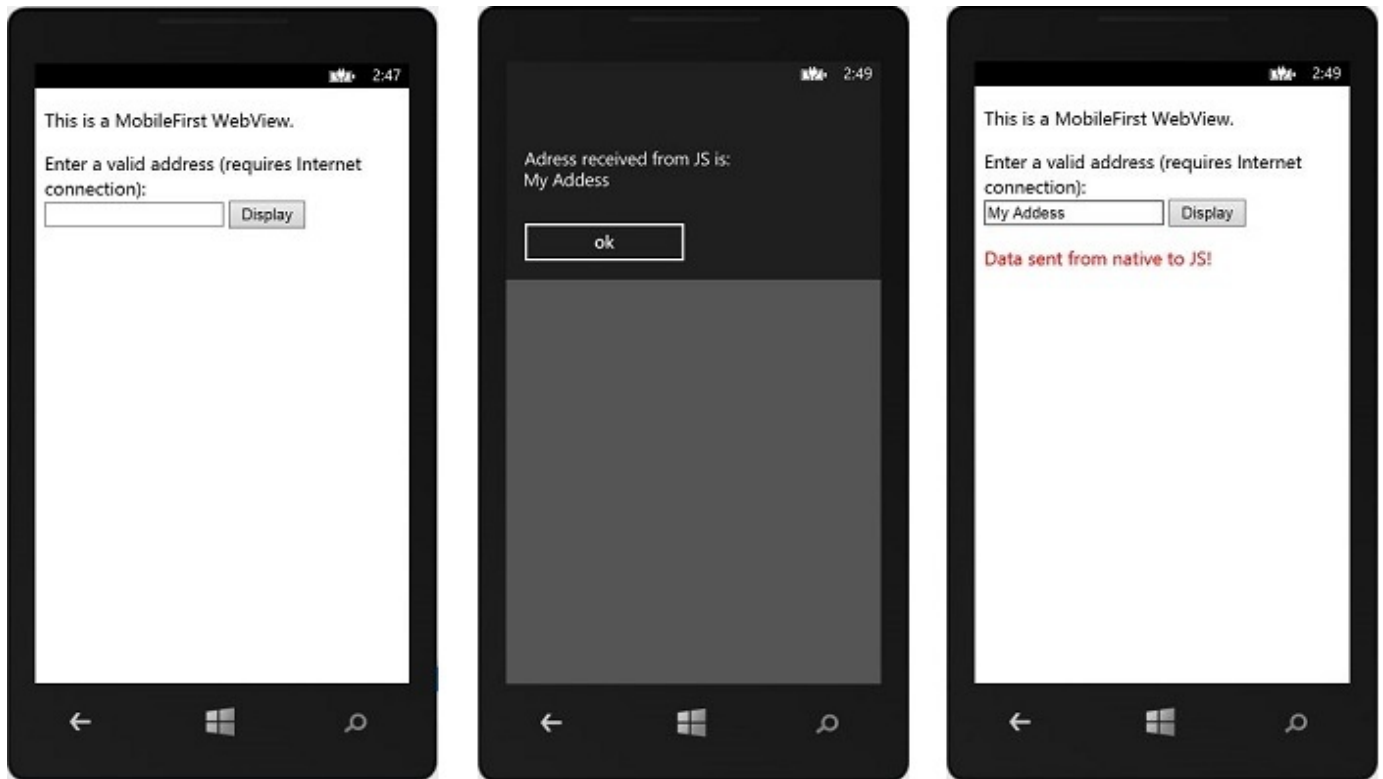 2:47
This is a MobileFirst WebView.
Enter a valid address (requires Internet
connection):
Display
2:49
Adress received from JS is:
My Addess
ok
2:49
This is a MobileFirst WebView.
Enter a valid address (requires Internet
connection):
My Addess Display
Data sent from native to JS!